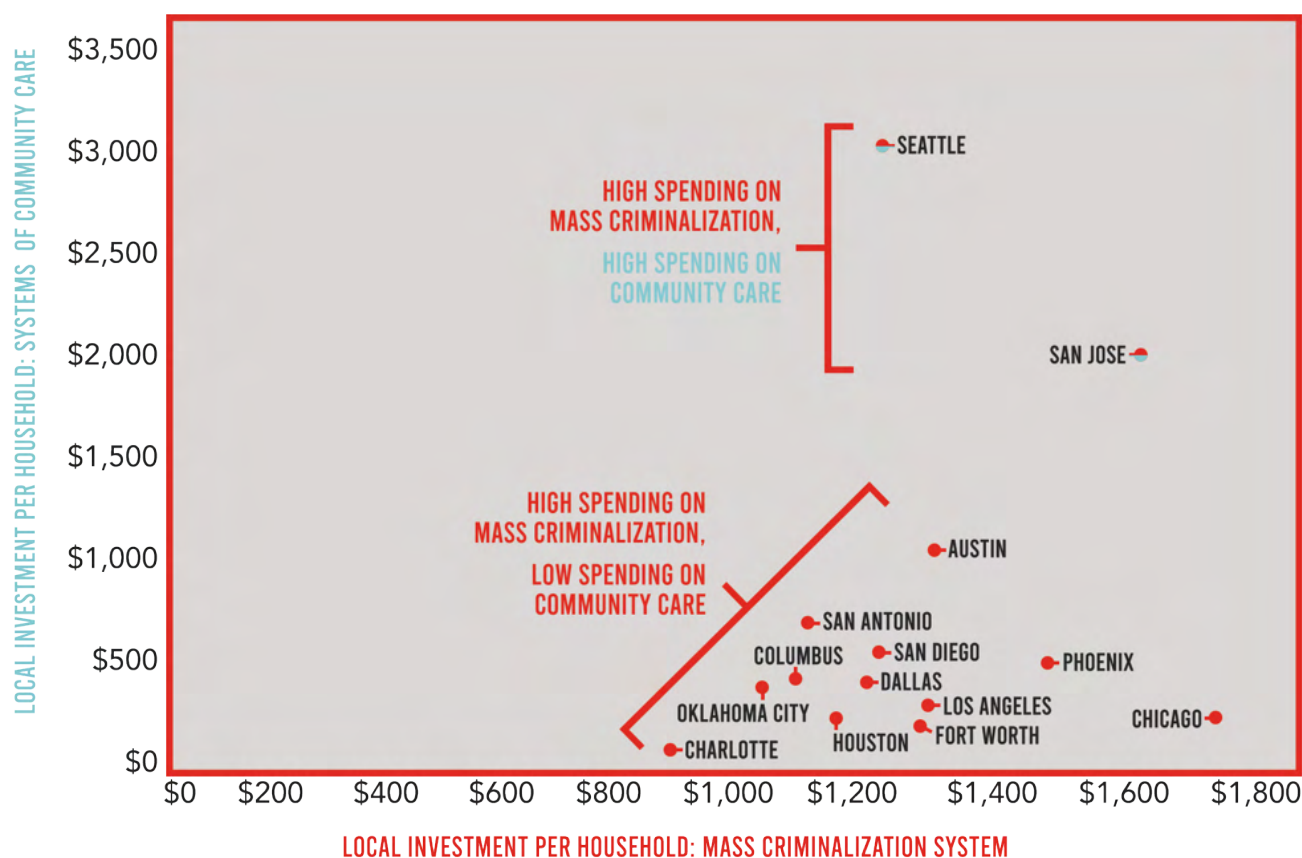 LOCAL INVESTMENT PER HOUSEHOLD: SYSTEMS OF COMMUNITY CARE
$3,500
$3,000
$2,500
$2,000
$1,500
$1,000
$500
$0
SEATTLE
HIGH SPENDING ON
MASS CRIMINALIZATION,
HIGH SPENDING ON
COMMUNITY CARE
SAN JOSE
HIGH SPENDING ON
MASS CRIMINALIZATION,
LOW SPENDING ON
COMMUNITY CARE
AUSTIN
SAN ANTONIO
COLUMBUS
SAN DIEGO
PHOENIX
DALLAS
OKLAHOMA CITY
LOS ANGELES
CHICAGO
HOUSTON
FORT WORTH
CHARLOTTE
$0 $200 $400 $600 $800 $1,000 $1,200 $1,400 $1,600 $1,800
LOCAL INVESTMENT PER HOUSEHOLD: MASS CRIMINALIZATION SYSTEM